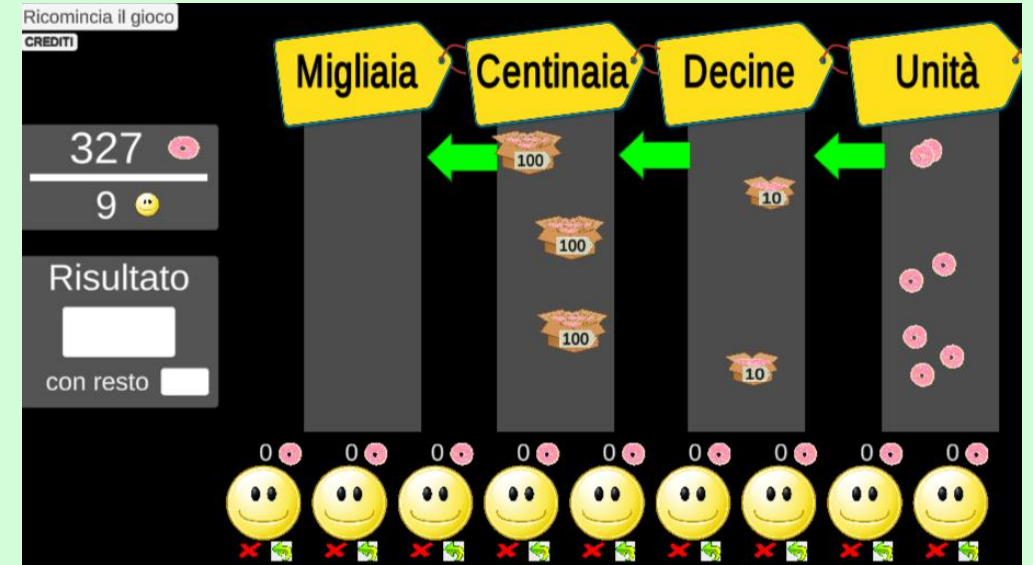 Ricomincia il gioco
CREDITI
Migliaia Centinaia Decine Unità
327
9
Risultato
con resto
100
10
100
100
10
0 0 0 0 0 0 0 0 0